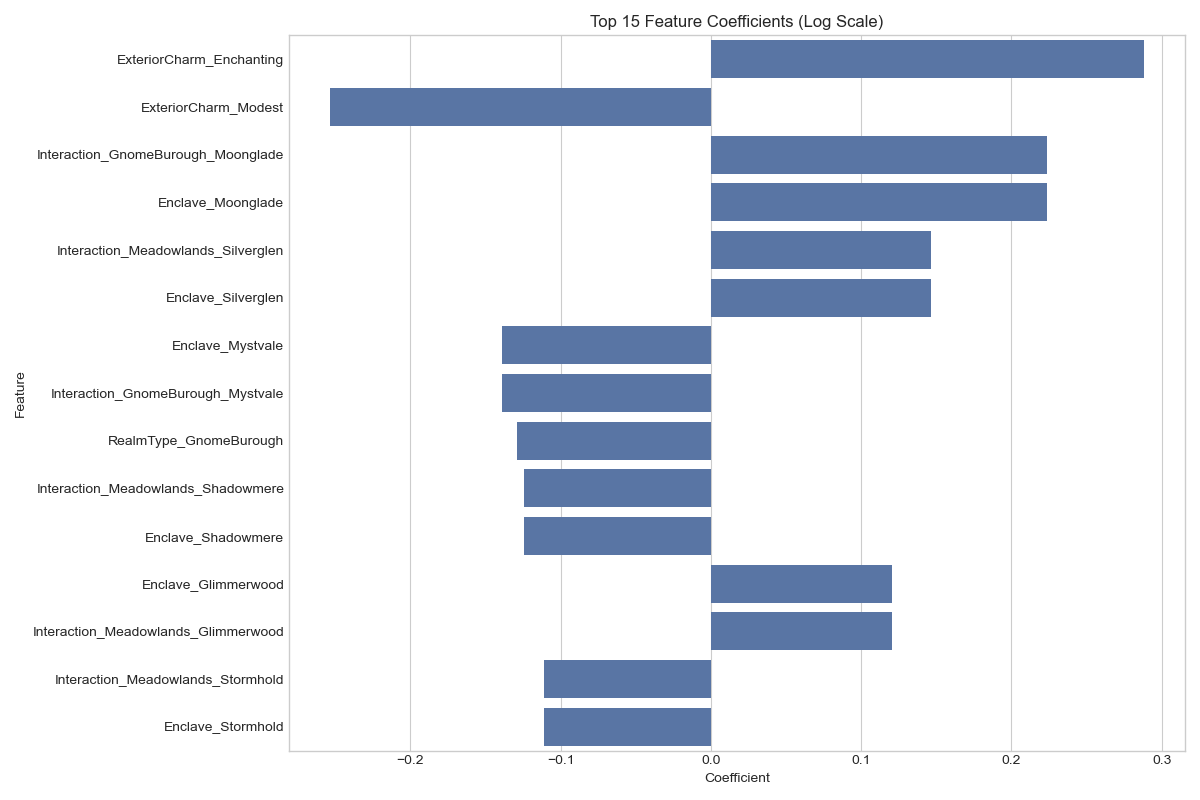 Top 15 Feature Coefficients (Log Scale)
ExteriorCharm_Enchanting
ExteriorCharm_Modest
Interaction_GnomeBurough_Moonglade
Enclave_Moonglade
Interaction_Meadowlands_Silverglen
Enclave_Silverglen
Enclave_Mystvale
Interaction_GnomeBurough_Mystvale
RealmType_GnomeBurough
Interaction_Meadowlands_Shadowmere
Enclave_Shadowmere
Enclave_Glimmerwood
Interaction_Meadowlands_Glimmerwood
Interaction_Meadowlands_Stormhold
Enclave_Stormhold
Feature
−0.2 −0.1 0.0 0.1 0.2 0.3
Coefficient